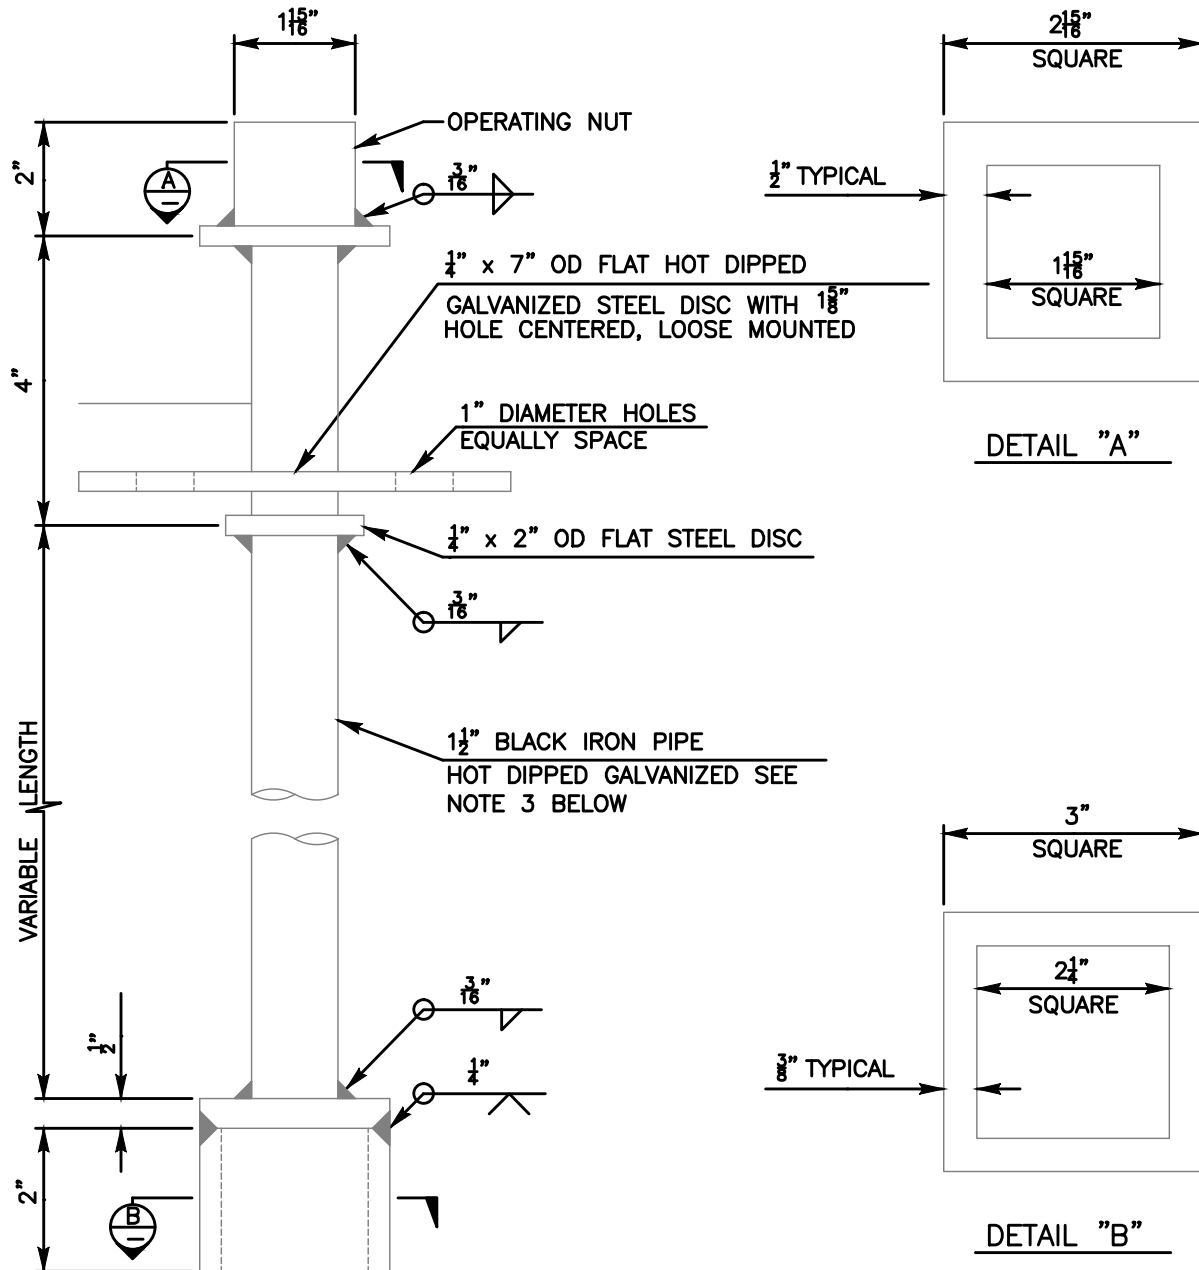 1 15/16"
2 15/16"
SQUARE
OPERATING NUT
2"
A
3/16"
1/2" TYPICAL
1/4" x 7" OD FLAT HOT DIPPED
GALVANIZED STEEL DISC WITH 1 5/8"
HOLE CENTERED, LOOSE MOUNTED
1 15/16"
SQUARE
4"
1" DIAMETER HOLES
EQUALLY SPACE
DETAIL "A"
1/4" x 2" OD FLAT STEEL DISC
3/16"
VARIABLE LENGTH
1 1/2" BLACK IRON PIPE
HOT DIPPED GALVANIZED SEE
NOTE 3 BELOW
3"
SQUARE
2 1/4"
SQUARE
3/16"
1/2"
1/4"
3/8" TYPICAL
2"
B
DETAIL "B"